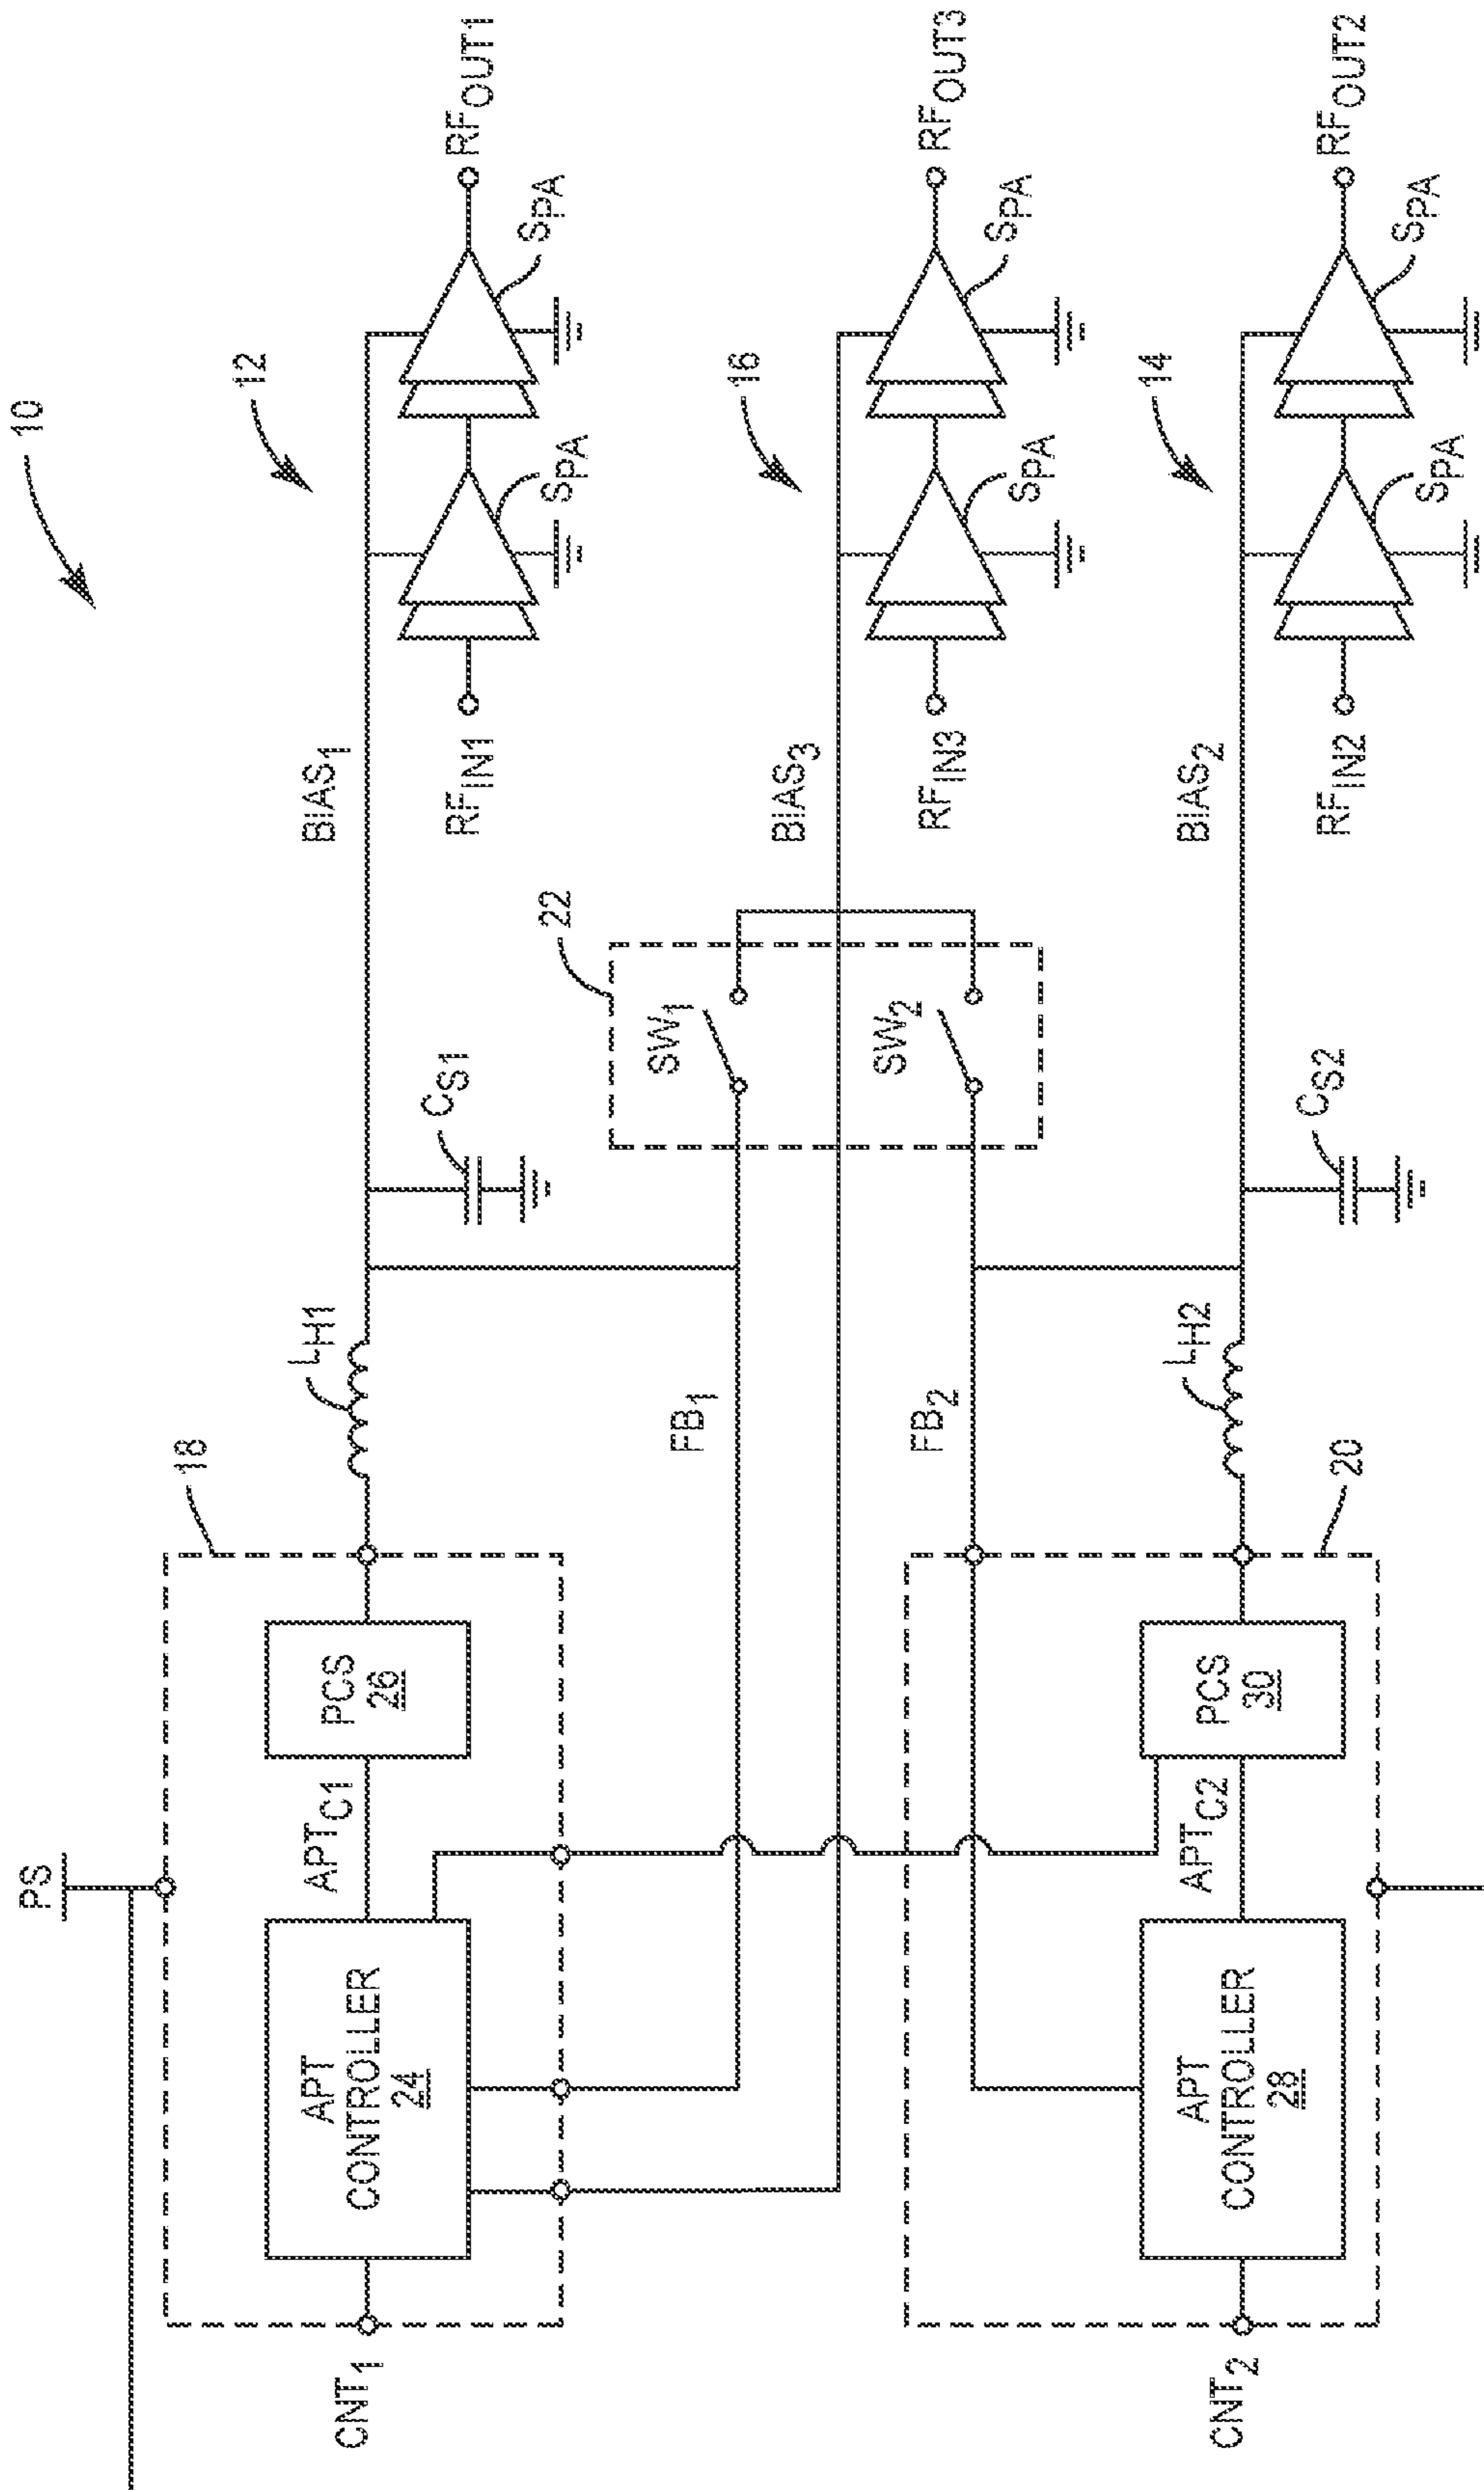 10
PS
18
12
CNT1
APT
CONTROLLER
24
APTC1
PCS
26
LH1
CS1
BIAS1
RFIN1
SPA
SPA
RFOUT1
22
FB1
SW1
16
BIAS3
RFIN3
SPA
SPA
RFOUT3
FB2
SW2
14
CNT2
APT
CONTROLLER
28
APTC2
PCS
30
LH2
20
CS2
BIAS2
RFIN2
SPA
SPA
RFOUT2